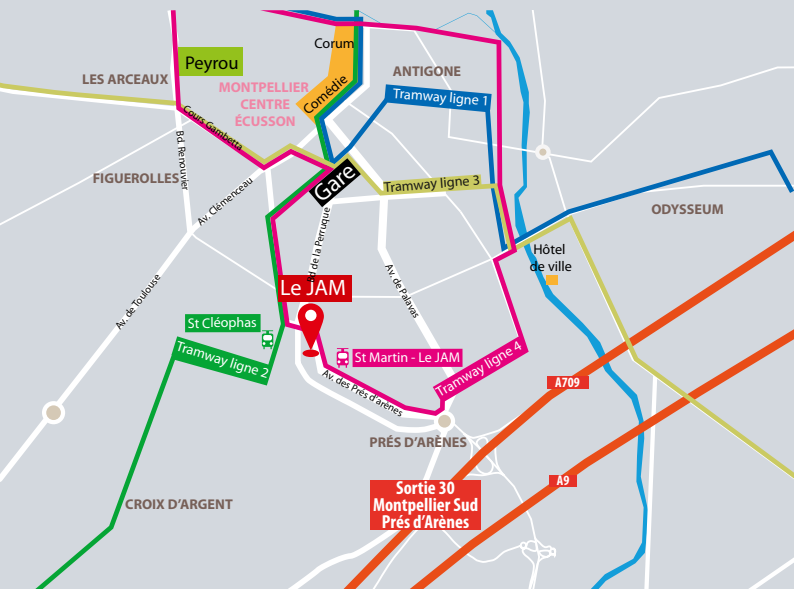 Corum
Peyrou
LES ARCEAUX
ANTIGONE
MONTPELLIER
CENTRE
ÉCUSSON
Comédie
Tramway ligne 1
Cours Gambetta
Bd. Renouvier
FIGUEROLLES
Gare
Tramway ligne 3
Av. Clémenceau
ODYSSEUM
d de la Perruque
Hôtel
de ville
Av. de Toulouse
Le JAM
Av. de Palavas
St Cléophas
Tramway ligne 2
St Martin - Le JAM
Tramway ligne 4
Av. des Prés d'arènes
A709
PRÉS D'ARÈNES
A9
Sortie 30
Montpellier Sud
Prés d'Arènes
CROIX D'ARGENT